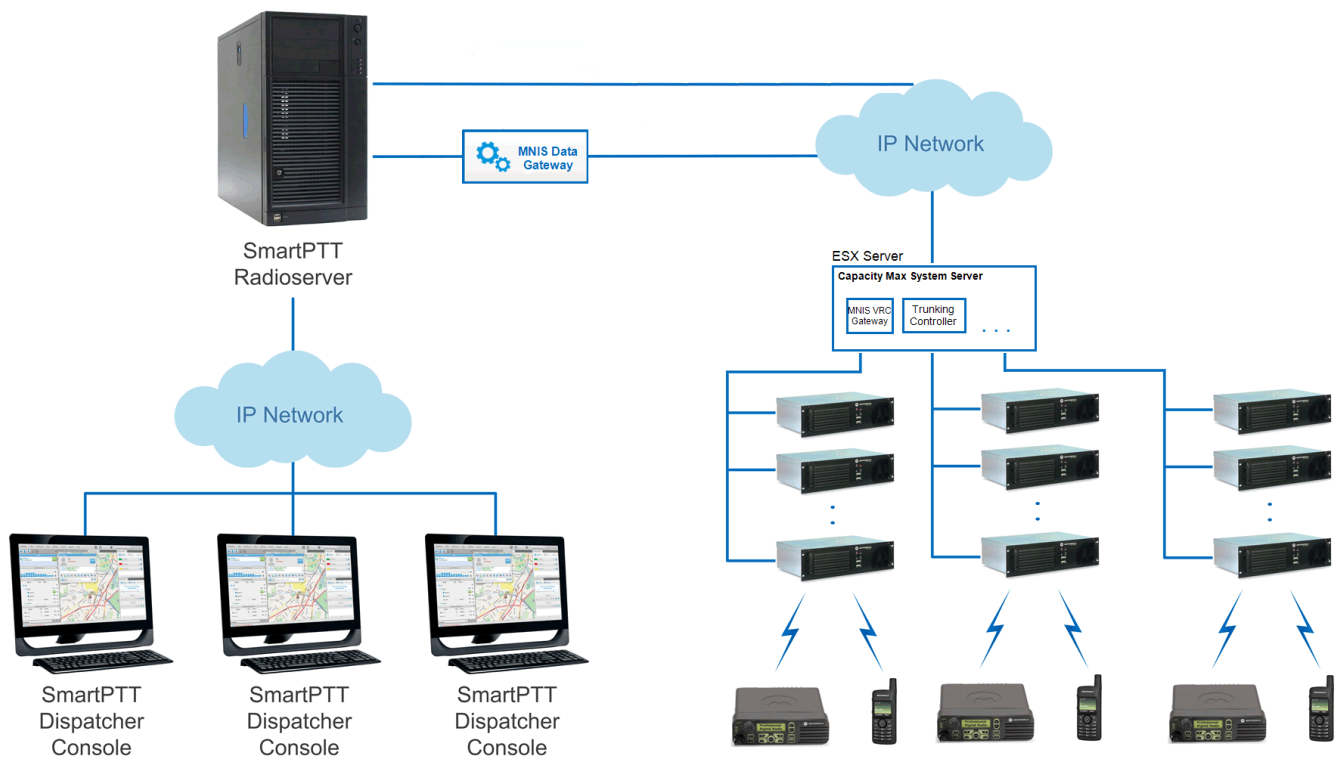 MNIS Data
Gateway
IP Network
SmartPTT
Radioserver
ESX Server
Capacity Max System Server
MNIS VRC
Gateway
Trunking
Controller
. . .
IP Network
SmartPTT
Dispatcher
Console
SmartPTT
Dispatcher
Console
SmartPTT
Dispatcher
Console